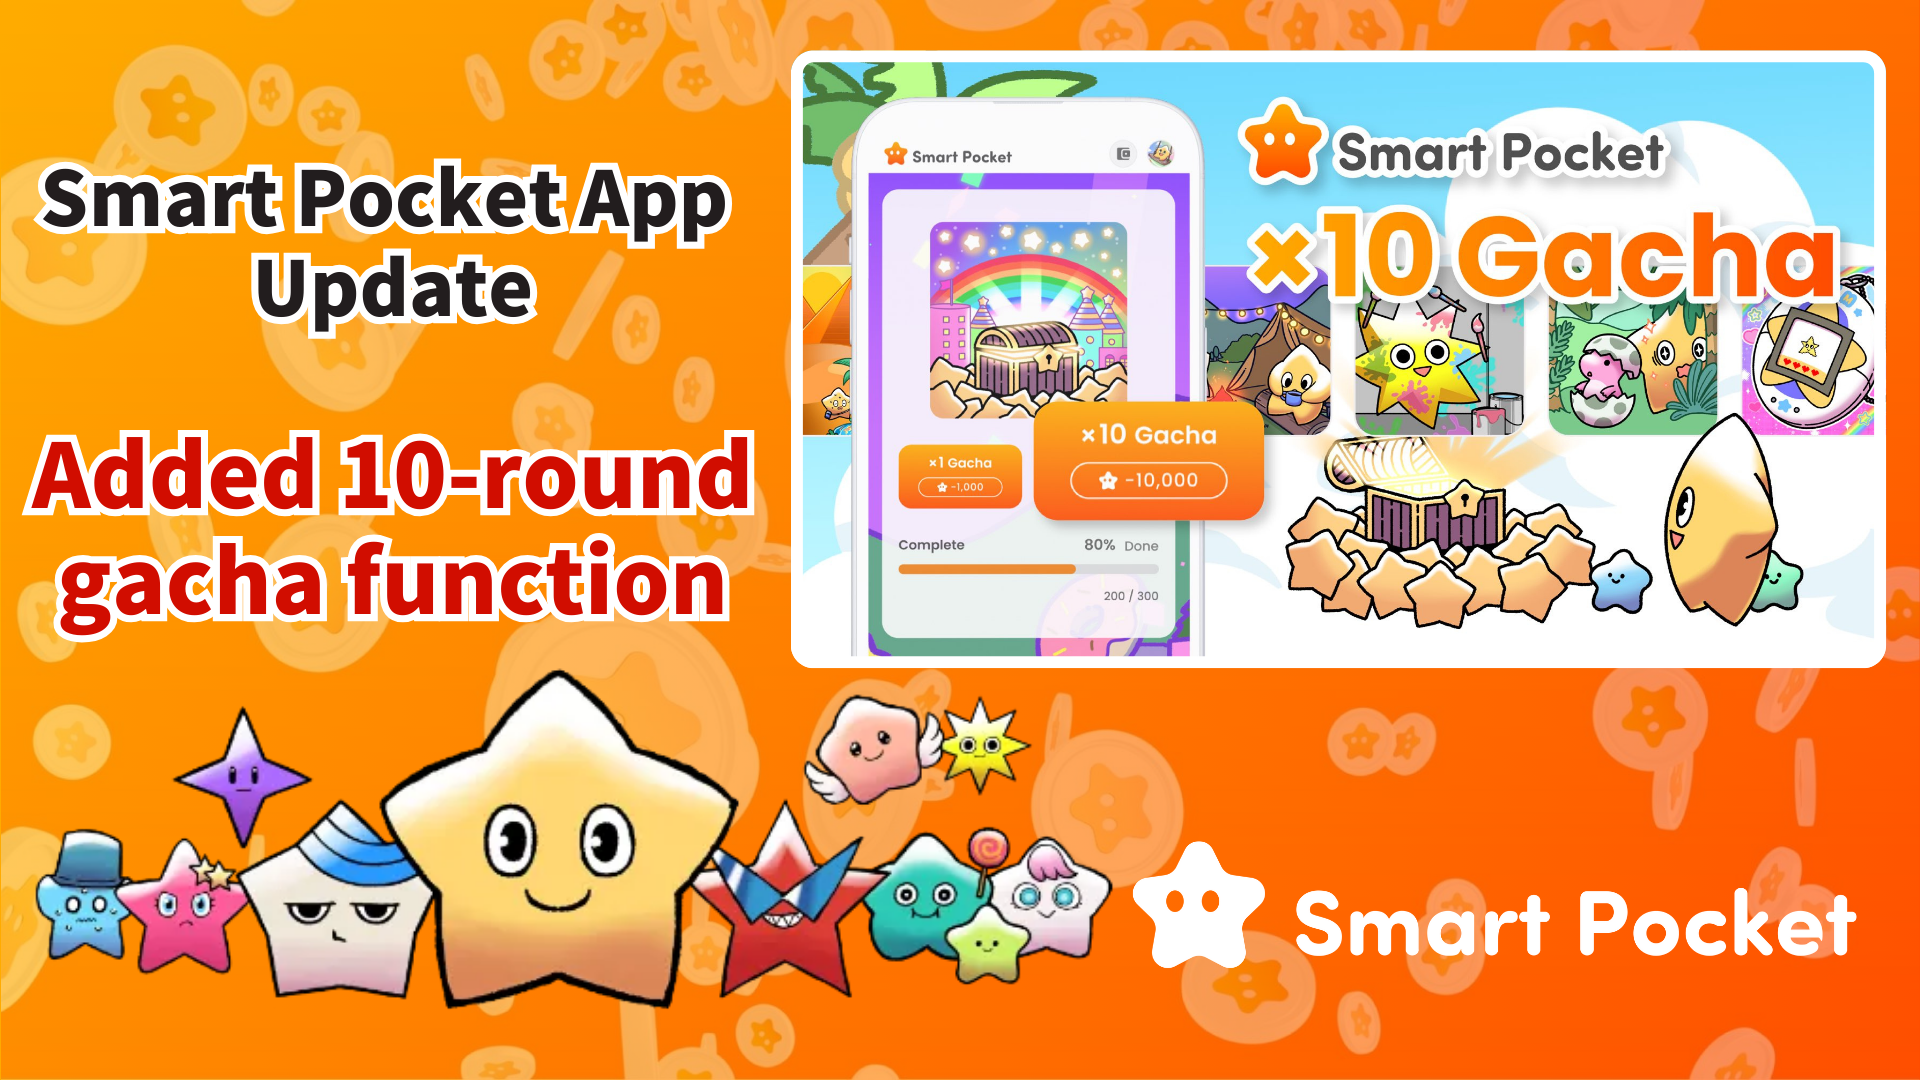 Smart Pocket App
Update
Added 10-round
gacha function
Smart Pocket
×10 Gacha
Smart Pocket
×1 Gacha
-1,000
×10 Gacha
-10,000
Complete 80% Done
200 / 300
Smart Pocket